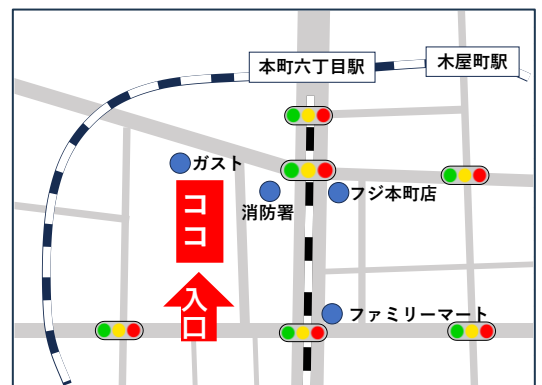 本町六丁目駅
木屋町駅
ガスト
ココ
消防署
フジ本町店
入口
ファミリーマート